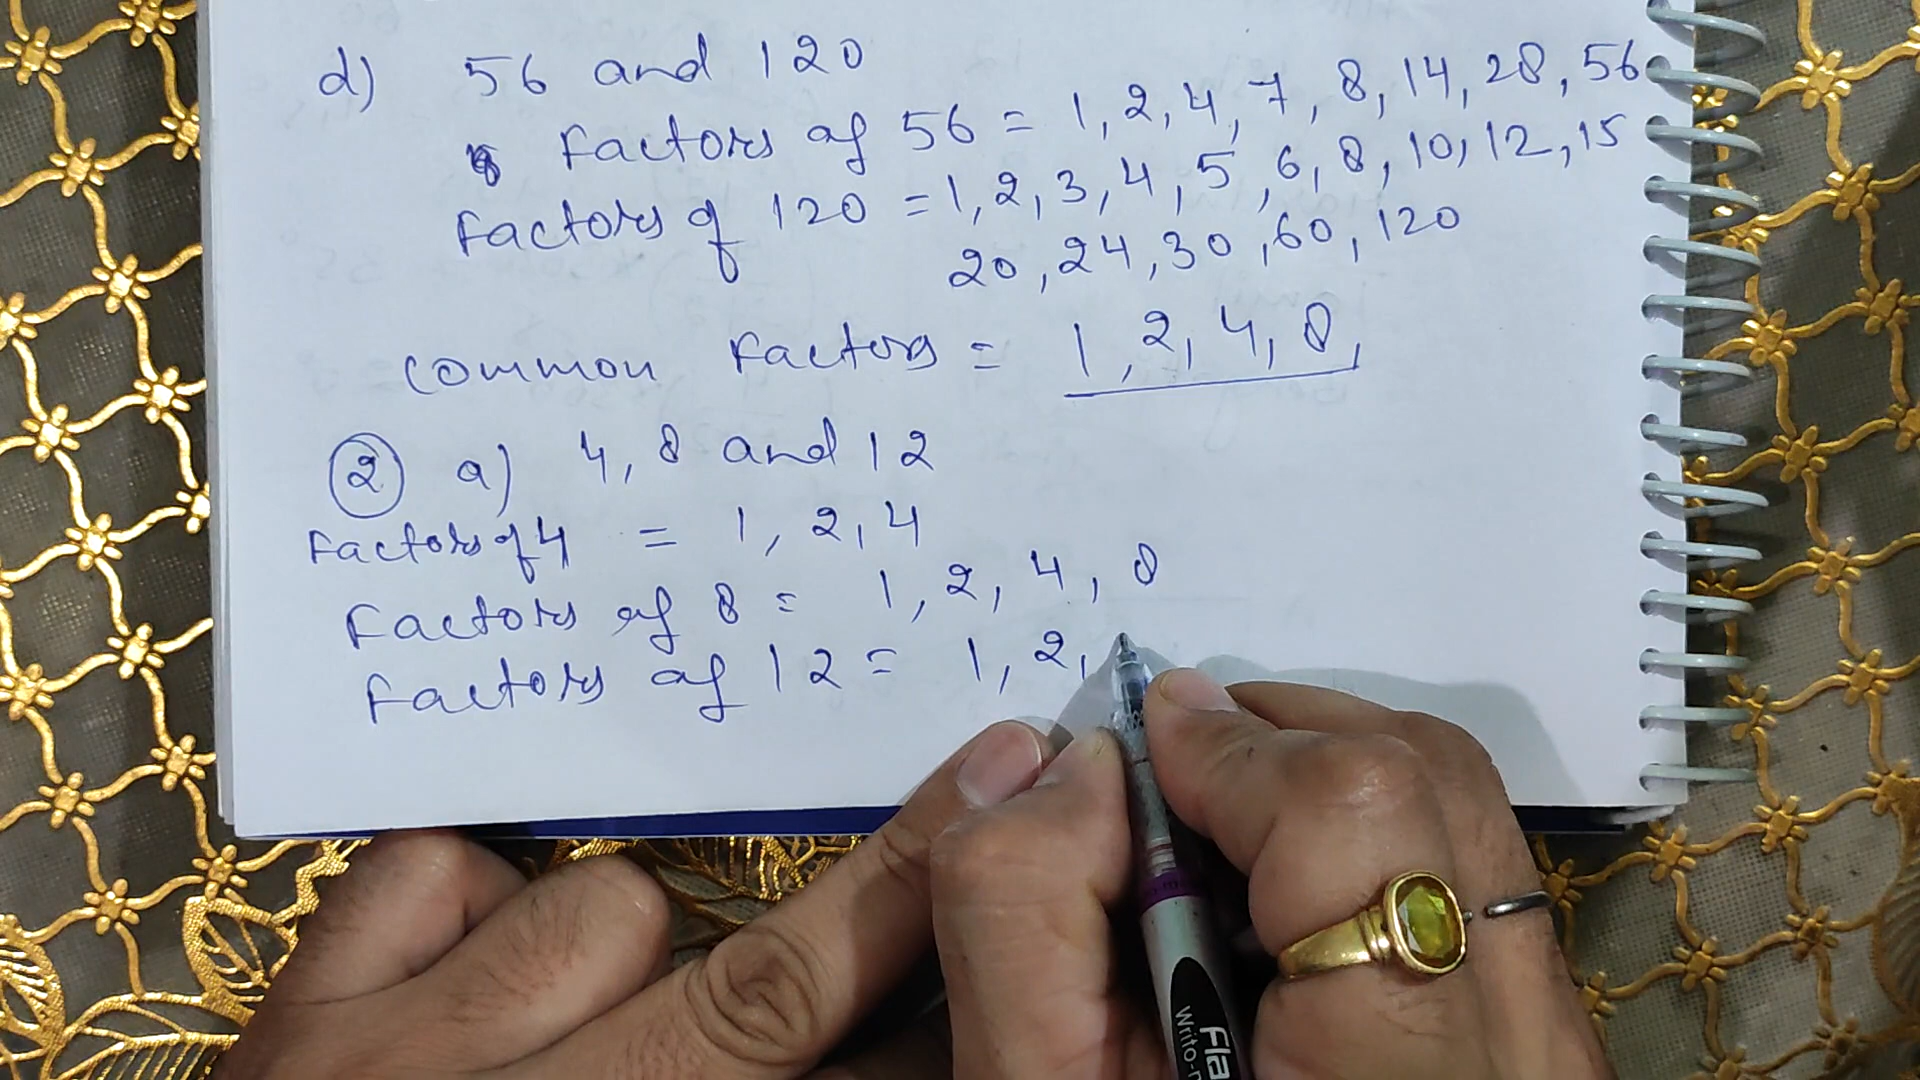 d) 56 and 120
Factors of 56 = 1, 2, 4, 7, 8, 14, 28, 56
Factors of 120 = 1, 2, 3, 4, 5, 6, 8, 10, 12, 15
20, 24, 30, 60, 120
common Factors = 1, 2, 4, 8,
2 a) 4, 8 and 12
Factors of 4 = 1, 2, 4
Factors of 8 = 1, 2, 4, 8
Factors of 12 = 1, 2,
Fla
Writo-